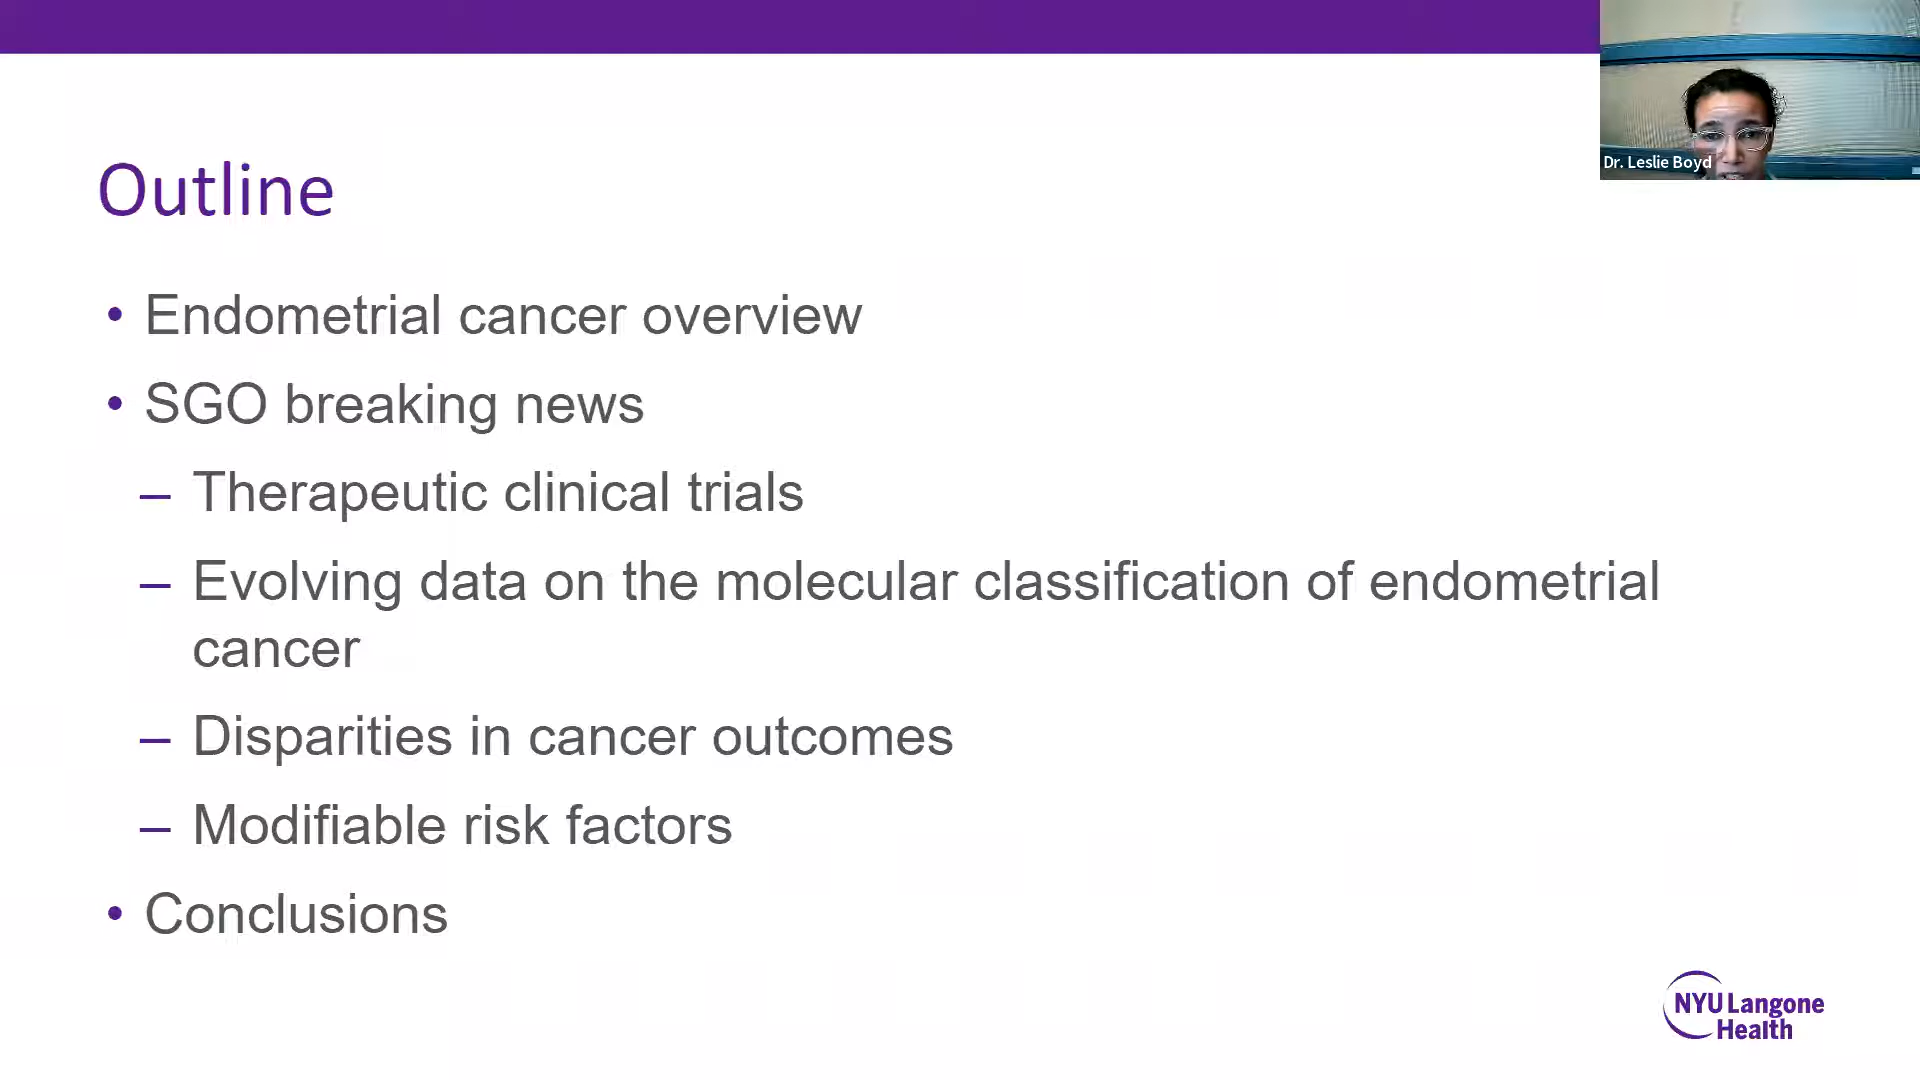 Dr. Leslie Boyd
Outline
• Endometrial cancer overview
• SGO breaking news
– Therapeutic clinical trials
– Evolving data on the molecular classification of endometrial
cancer
– Disparities in cancer outcomes
– Modifiable risk factors
• Conclusions
NYU Langone
Health